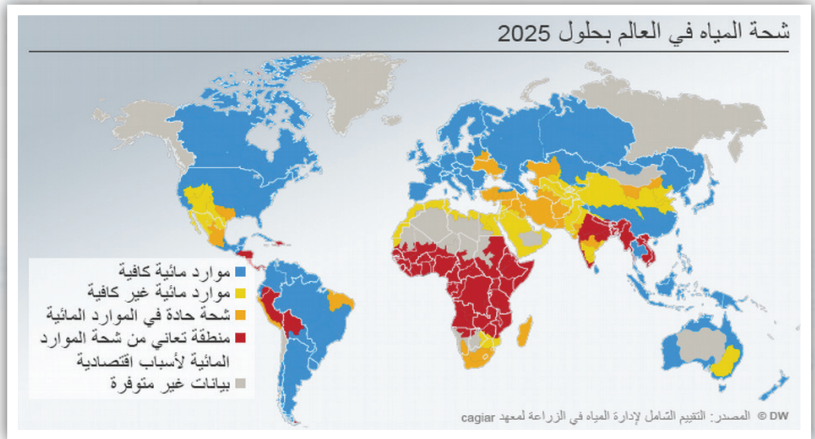 شحة المياه في العالم بحلول 2025
موارد مائية كافية
موارد مائية غير كافية
شحة حادة في الموارد المائية
منطقة تعاني من شحة الموارد
المائية لأسباب اقتصادية
بيانات غير متوفرة
DW © المصدر: التقييم الشامل لإدارة المياه في الزراعة لمعهد cagiar